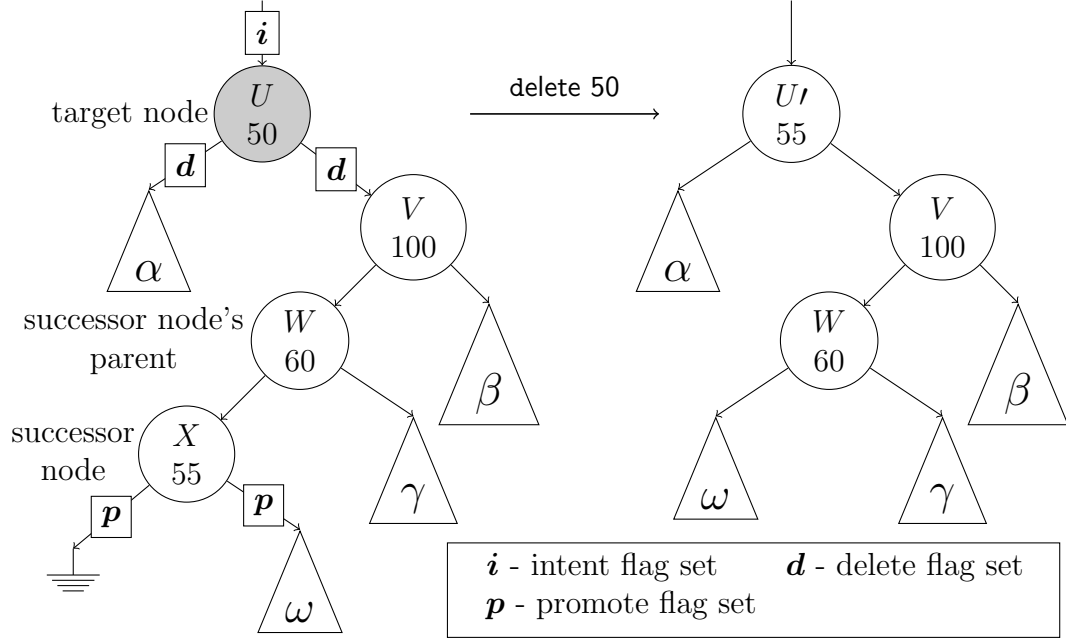 i
U
50
target node
d
d
α
V
100
successor node's
parent
W
60
β
successor
node
X
55
γ
p
p
ω
delete 50
U′
55
α
V
100
W
60
β
ω
γ
i - intent flag set d - delete flag set
p - promote flag set